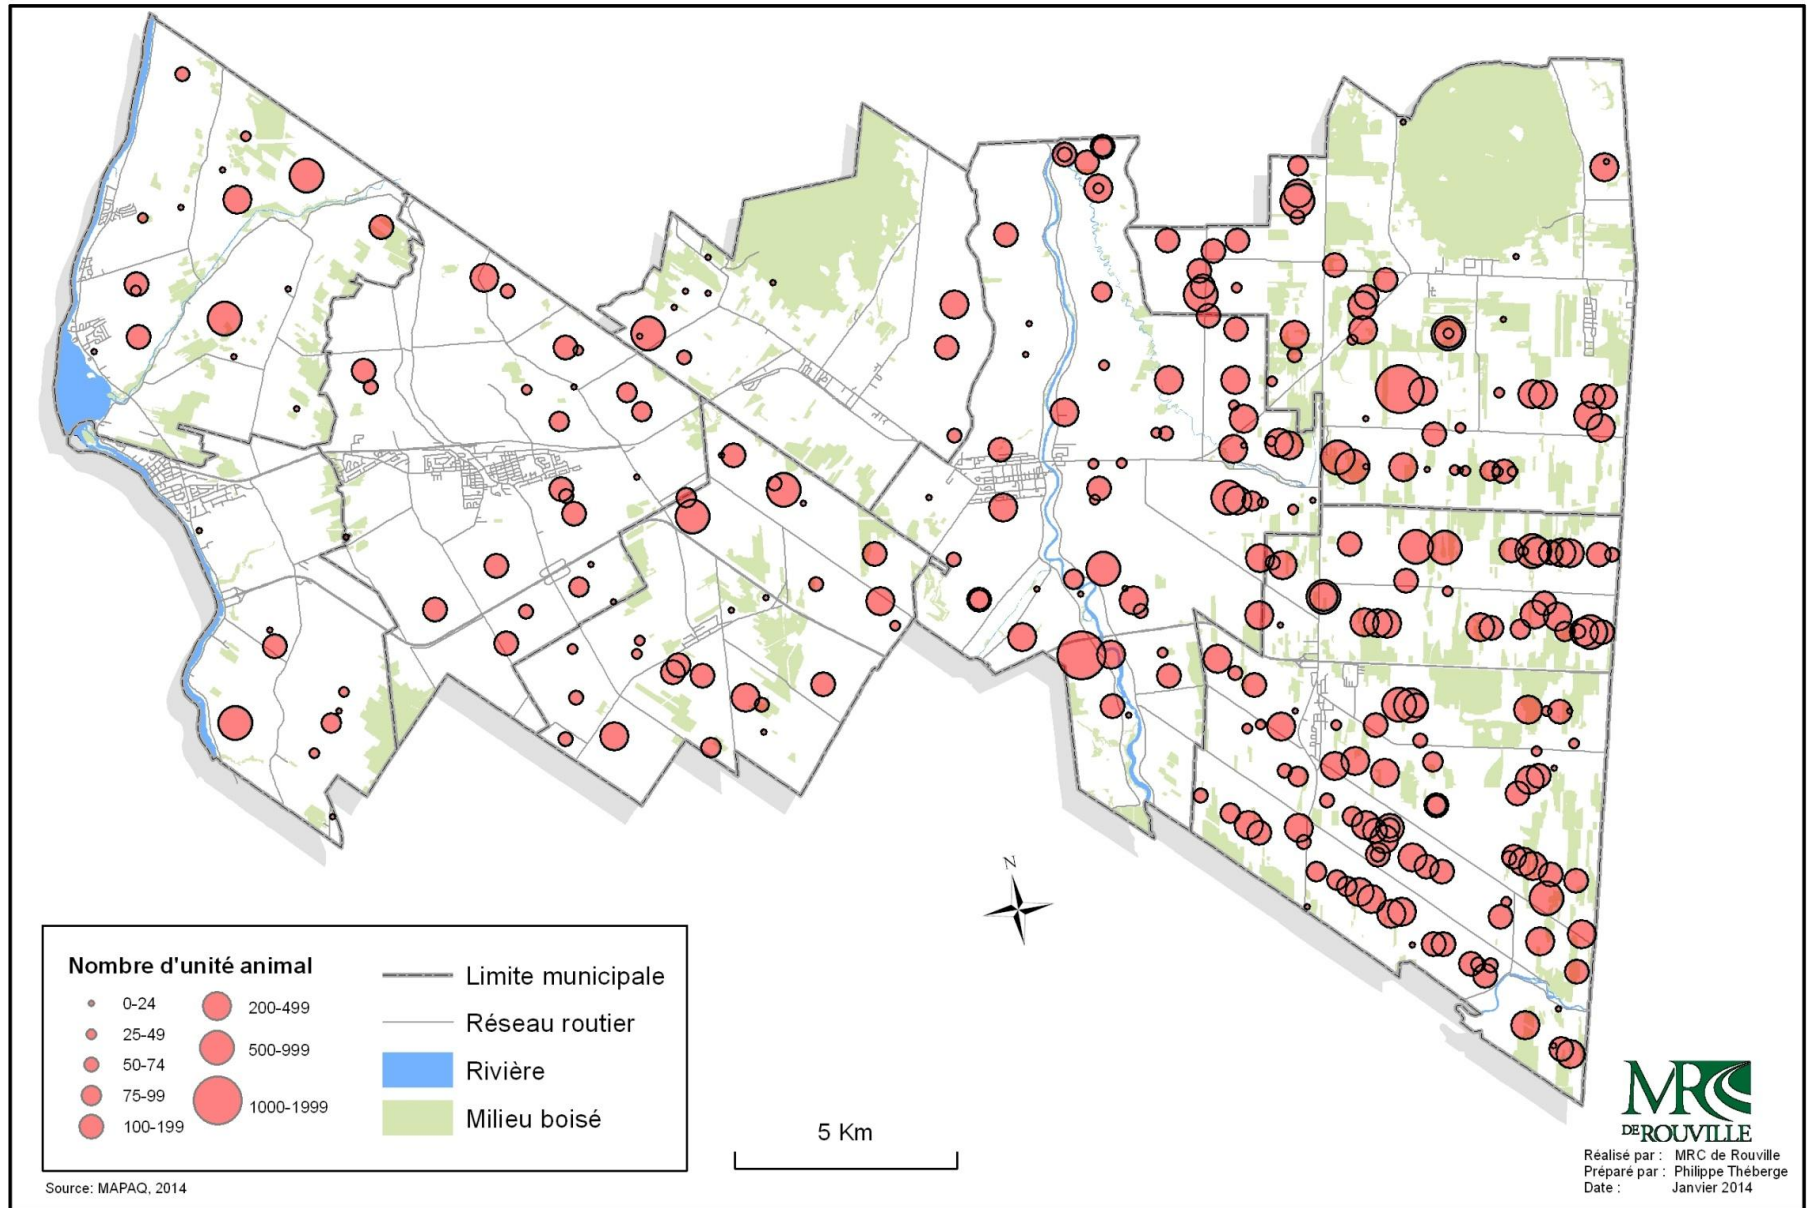 N
Nombre d'unité animal
0-24
25-49
50-74
75-99
100-199
200-499
500-999
1000-1999
Limite municipale
Réseau routier
Rivière
Milieu boisé
Source: MAPAQ, 2014
5 Km
MRC
DE ROUVILLE
Réalisé par : MRC de Rouville
Préparé par : Philippe Théberge
Date : Janvier 2014